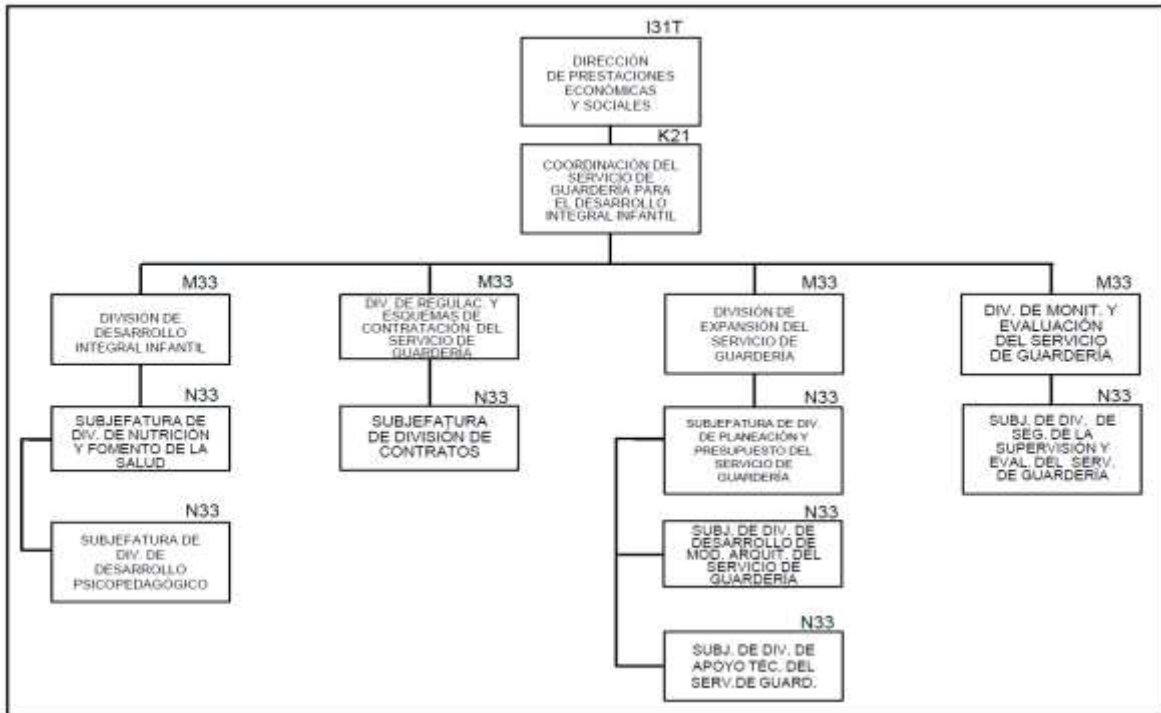 I31T
DIRECCIÓN
DE PRESTACIONES
ECONÓMICAS
Y SOCIALES
K21
COORDINACIÓN DEL
SERVICIO DE
GUARDERÍA PARA
EL DESARROLLO
INTEGRAL INFANTIL
M33
DIVISIÓN DE
DESARROLLO
INTEGRAL INFANTIL
N33
SUBJEFATURA DE
DIV. DE NUTRICIÓN
Y FOMENTO DE LA
SALUD
N33
SUBJEFATURA DE
DIV. DE
DESARROLLO
PSICOPEDAGÓGICO
M33
DIV. DE REGULAC. Y
ESQUEMAS DE
CONTRATACIÓN DEL
SERVICIO DE
GUARDERÍA
N33
SUBJEFATURA
DE DIVISIÓN DE
CONTRATOS
M33
DIVISIÓN DE
EXPANSIÓN DEL
SERVICIO DE
GUARDERÍA
N33
SUBJEFATURA DE DIV.
DE PLANEACIÓN Y
PRESUPUESTO DEL
SERVICIO DE
GUARDERÍA
N33
SUBJ. DE DIV. DE
DESARROLLO DE
MOD. ARQUIT. DEL
SERVICIO DE
GUARDERÍA
N33
SUBJ. DE DIV. DE
APOYO TÉC. DEL
SERV.DE GUARD.
M33
DIV. DE MONIT. Y
EVALUACIÓN
DEL SERVICIO
DE GUARDERÍA
N33
SUBJ. DE DIV. DE
SEG. DE LA
SUPERVISIÓN Y
EVAL. DEL SERV.
DE GUARDERÍA